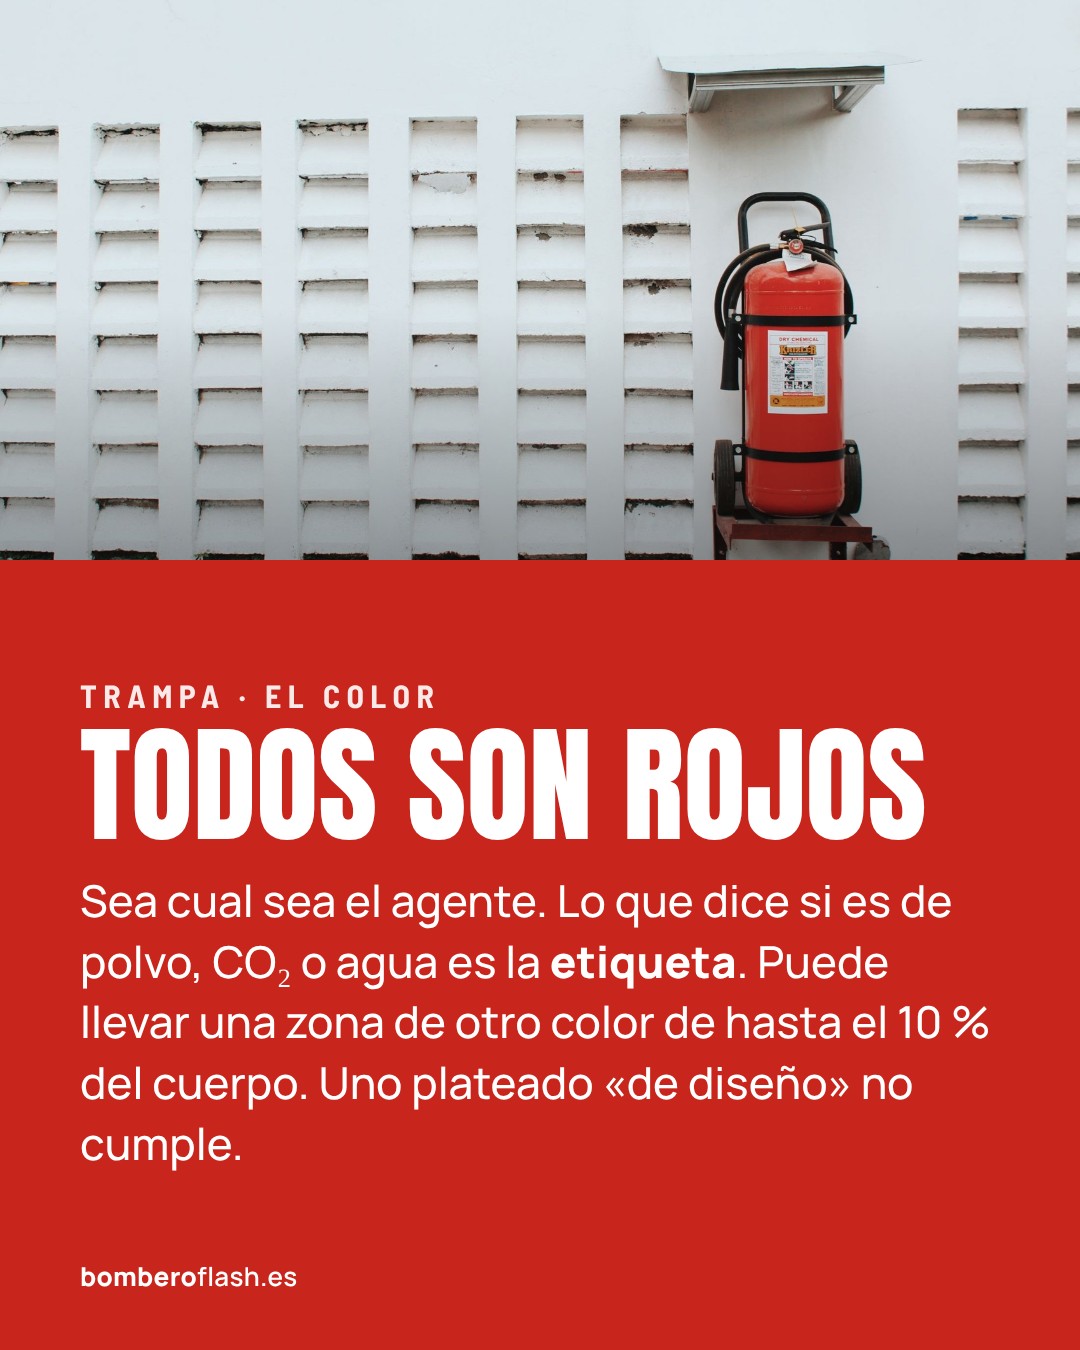 DRY CHEMICAL
TRAMPA · EL COLOR
TODOS SON ROJOS
Sea cual sea el agente. Lo que dice si es de
polvo, CO₂ o agua es la etiqueta. Puede
llevar una zona de otro color de hasta el 10 %
del cuerpo. Uno plateado «de diseño» no
cumple.
bomberoflash.es